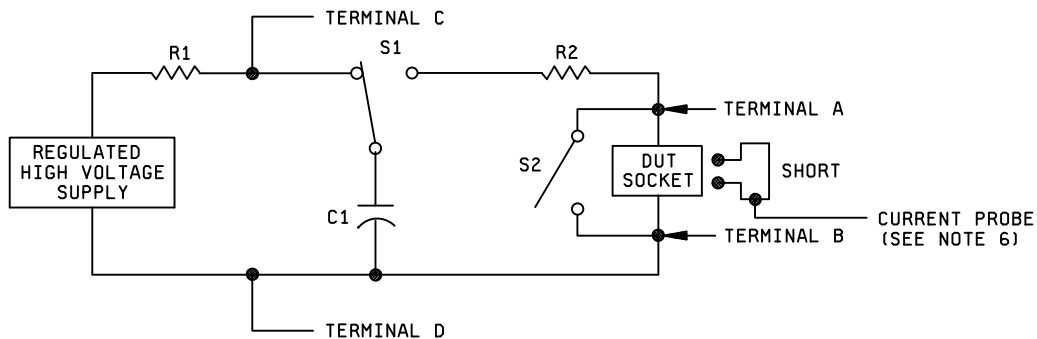 TERMINAL C
S1
R1
R2
TERMINAL A
REGULATED
HIGH VOLTAGE
SUPPLY
S2
DUT
SOCKET
SHORT
C1
CURRENT PROBE
(SEE NOTE 6)
TERMINAL B
TERMINAL D